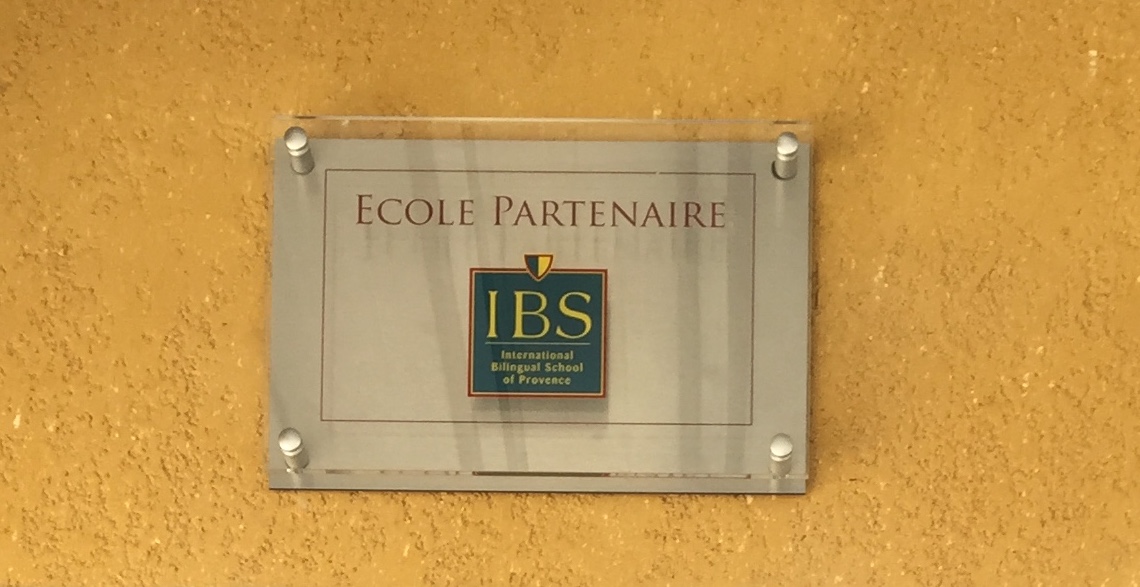 ECOLE PARTENAIRE
IBS
International
Bilingual School
of Provence